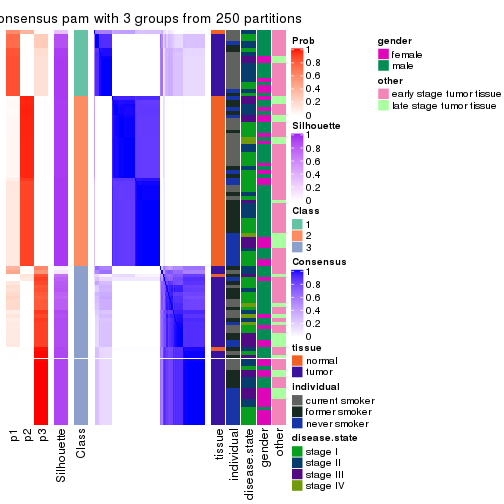 onsensus pam with 3 groups from 250 partitions
Prob
1
0.8
0.6
0.4
0.2
0
Silhouette
1
0.8
0.6
0.4
0.2
0
Class
1
2
3
Consensus
1
0.8
0.6
0.4
0.2
0
tissue
normal
tumor
individual
current smoker
former smoker
never smoker
disease.state
stage I
stage II
stage III
stage IV
gender
female
male
other
early stage tumor tissue
late stage tumor tissue
p1
p2
p3
Silhouette
Class
tissue
individual
disease.state
gender
other